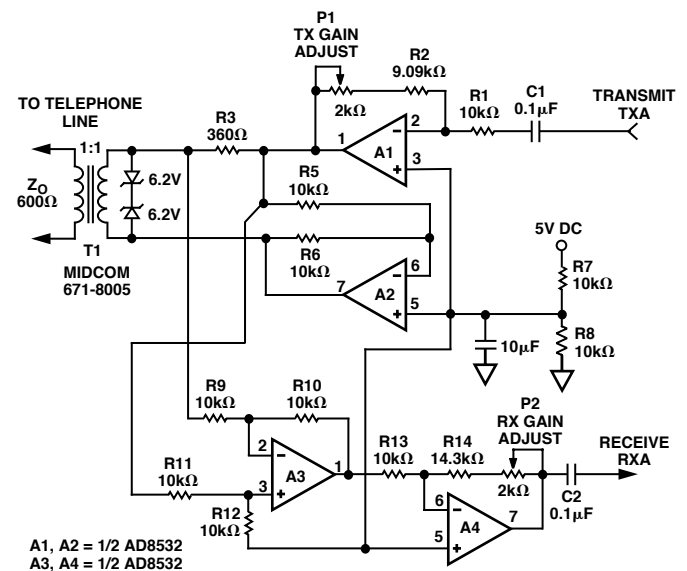 P1
TX GAIN
ADJUST
2kΩ
R2
9.09kΩ
R1
10kΩ
C1
0.1μF
TRANSMIT
TXA
TO TELEPHONE
LINE
1:1
ZO
600Ω
T1
MIDCOM
671-8005
6.2V
6.2V
R3
360Ω
1
2
3
A1
R5
10kΩ
R6
10kΩ
7
6
5
A2
5V DC
R7
10kΩ
R8
10kΩ
10μF
R9
10kΩ
R10
10kΩ
R11
10kΩ
R12
10kΩ
2
3
1
A3
R13
10kΩ
R14
14.3kΩ
P2
RX GAIN
ADJUST
2kΩ
6
5
7
A4
C2
0.1μF
RECEIVE
RXA
A1, A2 = 1/2 AD8532
A3, A4 = 1/2 AD8532